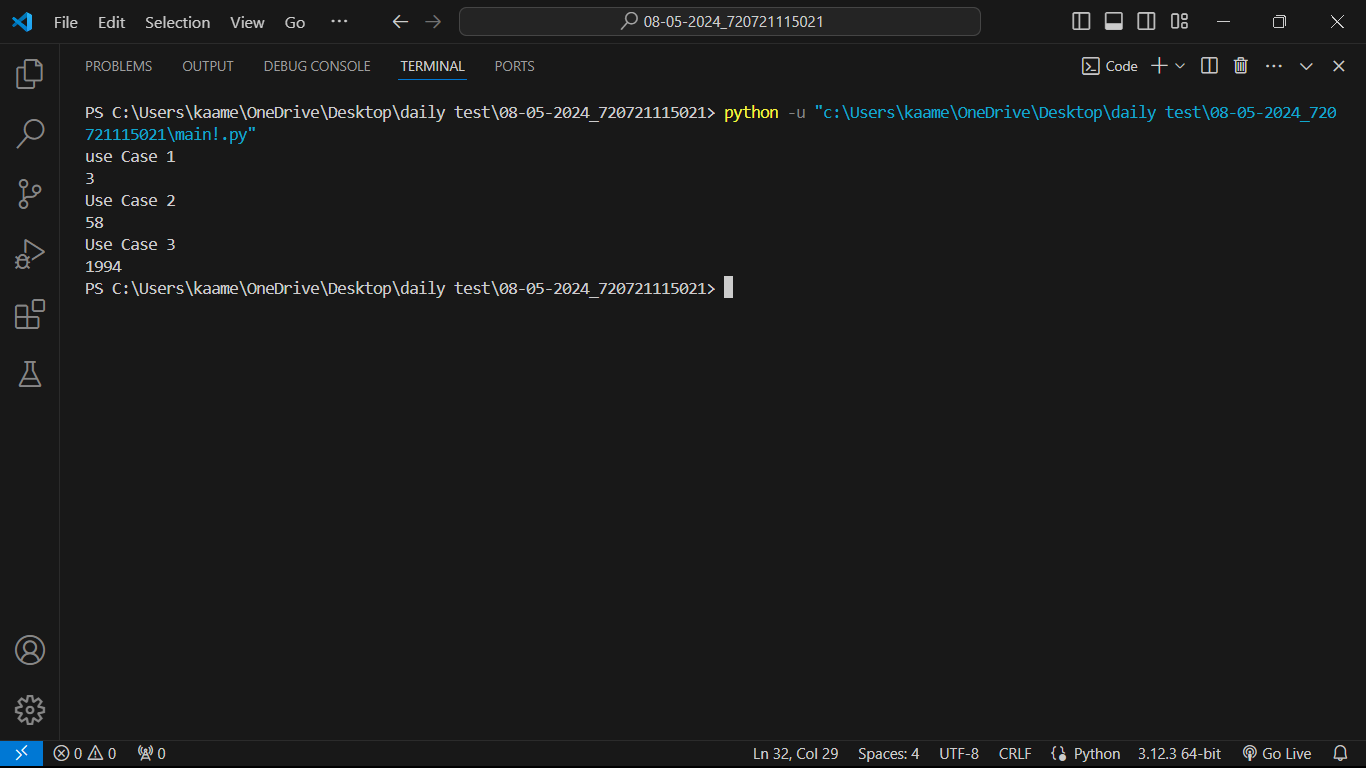 File Edit Selection View Go ··· 08-05-2024_720721115021
PROBLEMS OUTPUT DEBUG CONSOLE TERMINAL PORTS Code
PS C:\Users\kaame\OneDrive\Desktop\daily test\08-05-2024_720721115021> python -u "c:\Users\kaame\OneDrive\Desktop\daily test\08-05-2024_720
721115021\main!.py"
use Case 1
3
Use Case 2
58
Use Case 3
1994
PS C:\Users\kaame\OneDrive\Desktop\daily test\08-05-2024_720721115021>
0 0 0 Ln 32, Col 29 Spaces: 4 UTF-8 CRLF Python 3.12.3 64-bit Go Live